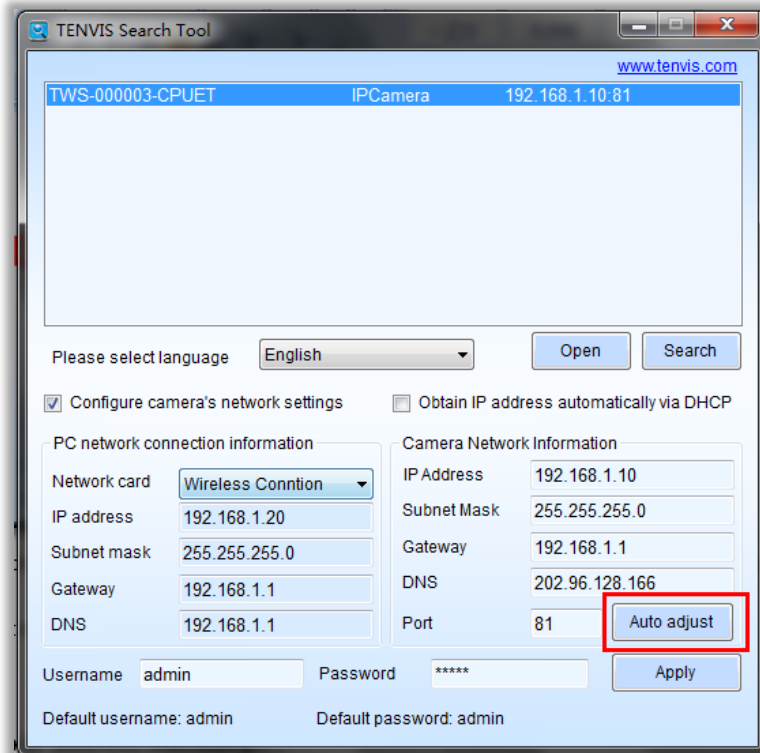 TENVIS Search Tool
www.tenvis.com
TWS-000003-CPUET IPCamera 192.168.1.10:81
Please select language English Open Search
Configure camera's network settings Obtain IP address automatically via DHCP
PC network connection information
Network card Wireless Conntion
IP address 192.168.1.20
Subnet mask 255.255.255.0
Gateway 192.168.1.1
DNS 192.168.1.1
Camera Network Information
IP Address 192.168.1.10
Subnet Mask 255.255.255.0
Gateway 192.168.1.1
DNS 202.96.128.166
Port 81 Auto adjust
Username admin Password ***** Apply
Default username: admin Default password: admin